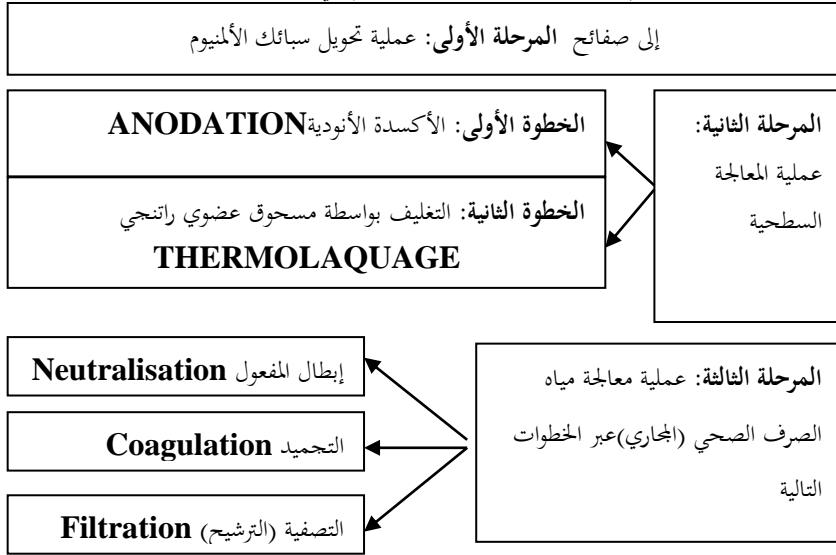 إلى صفائح المرحلة الأولى: عملية تحويل سبائك الألمنيوم
المرحلة الثانية:
عملية المعالجة
السطحية
الخطوة الأولى: الأكسدة الأنوديةANODATION
الخطوة الثانية: التغليف بواسطة مسحوق عضوي راتنجي
THERMOLAQUAGE
المرحلة الثالثة: عملية معالجة مياه
الصرف الصحي (المجاري)عبر الخطوات
التالية
إبطال المفعول Neutralisation
التجميد Coagulation
التصفية (الترشيح) Filtration